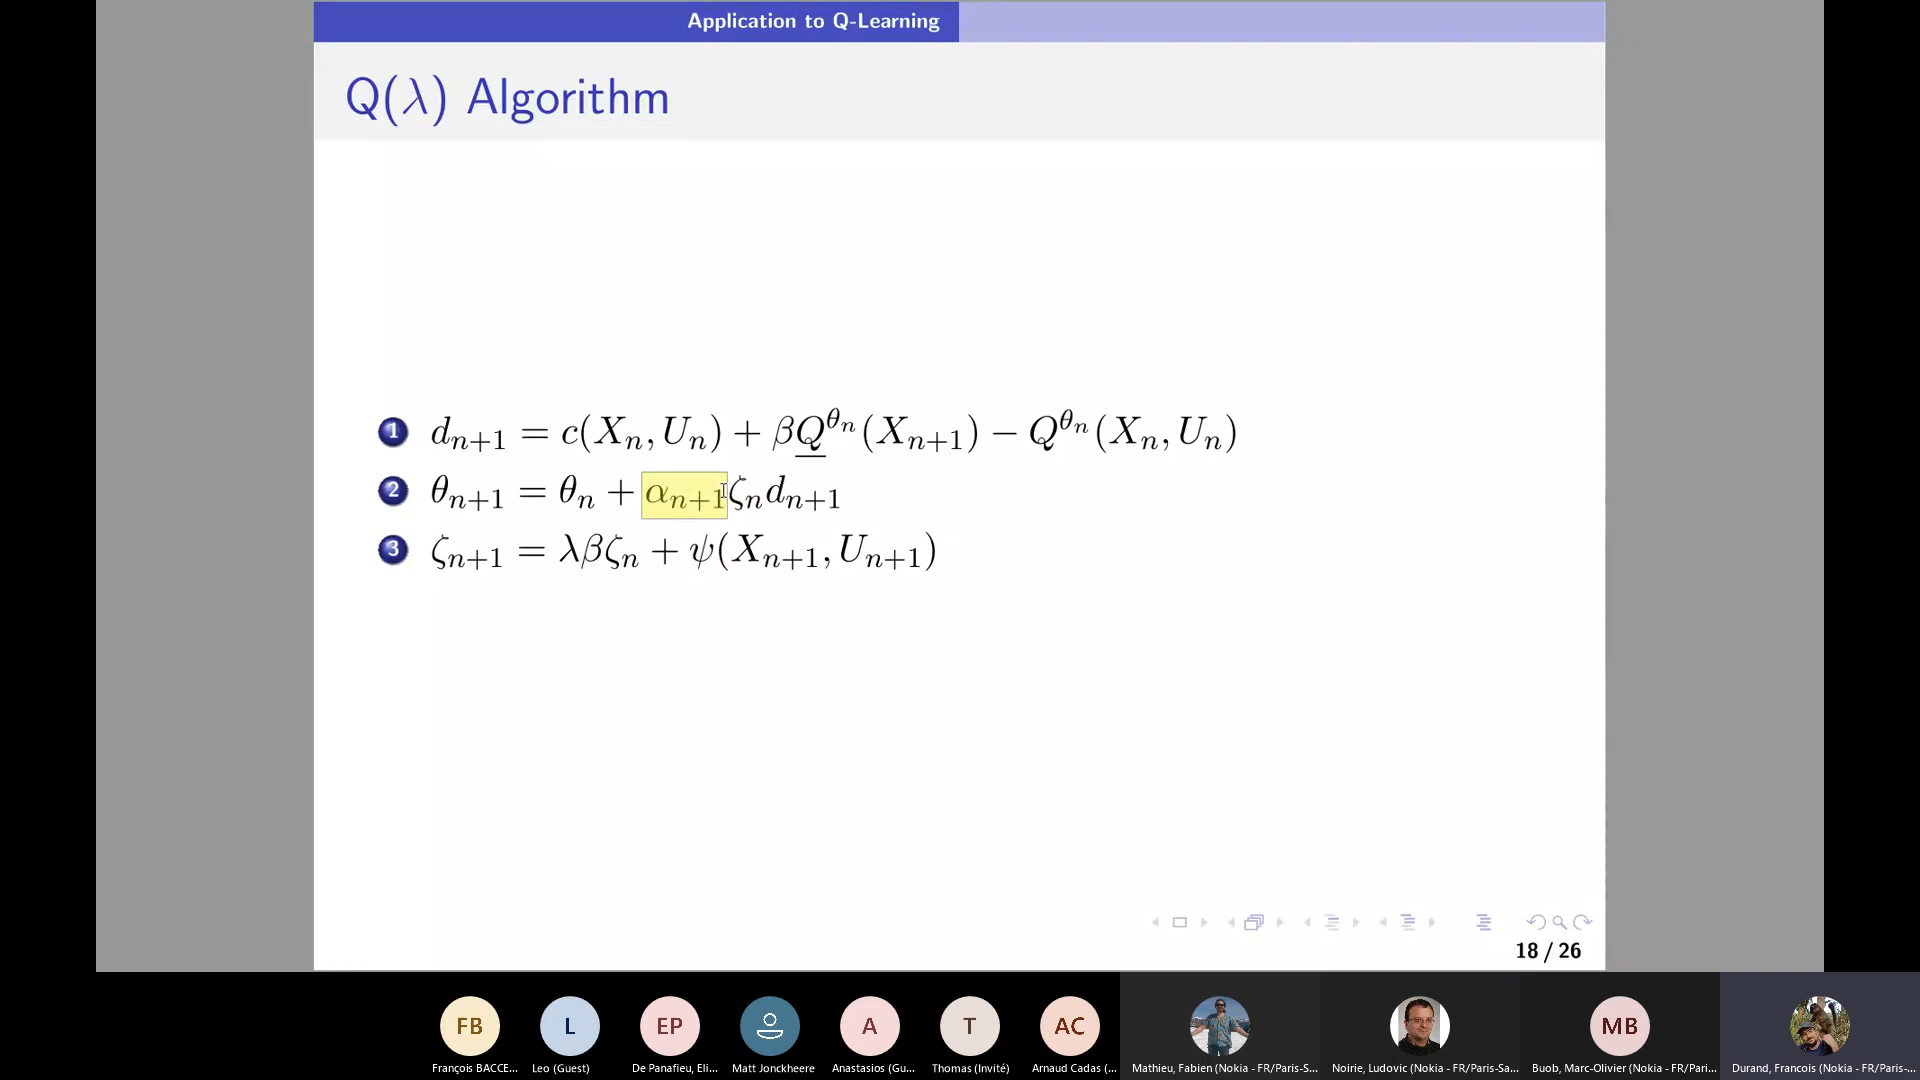 Application to Q-Learning
Q(λ) Algorithm
1 d_{n+1} = c(X_n, U_n) + βQ̲^{θ_n}(X_{n+1}) − Q^{θ_n}(X_n, U_n)
2 θ_{n+1} = θ_n + α_{n+1}ζ_n d_{n+1}
3 ζ_{n+1} = λβζ_n + ψ(X_{n+1}, U_{n+1})
18 / 26
FB L EP A T AC MB
François BACCE... Leo (Guest) De Panafieu, Eli... Matt Jonckheere Anastasios (Gu... Thomas (Invité) Arnaud Cadas (... Mathieu, Fabien (Nokia - FR/Paris-S... Noirie, Ludovic (Nokia - FR/Paris-Sa... Buob, Marc-Olivier (Nokia - FR/Pari... Durand, Francois (Nokia - FR/Paris-...